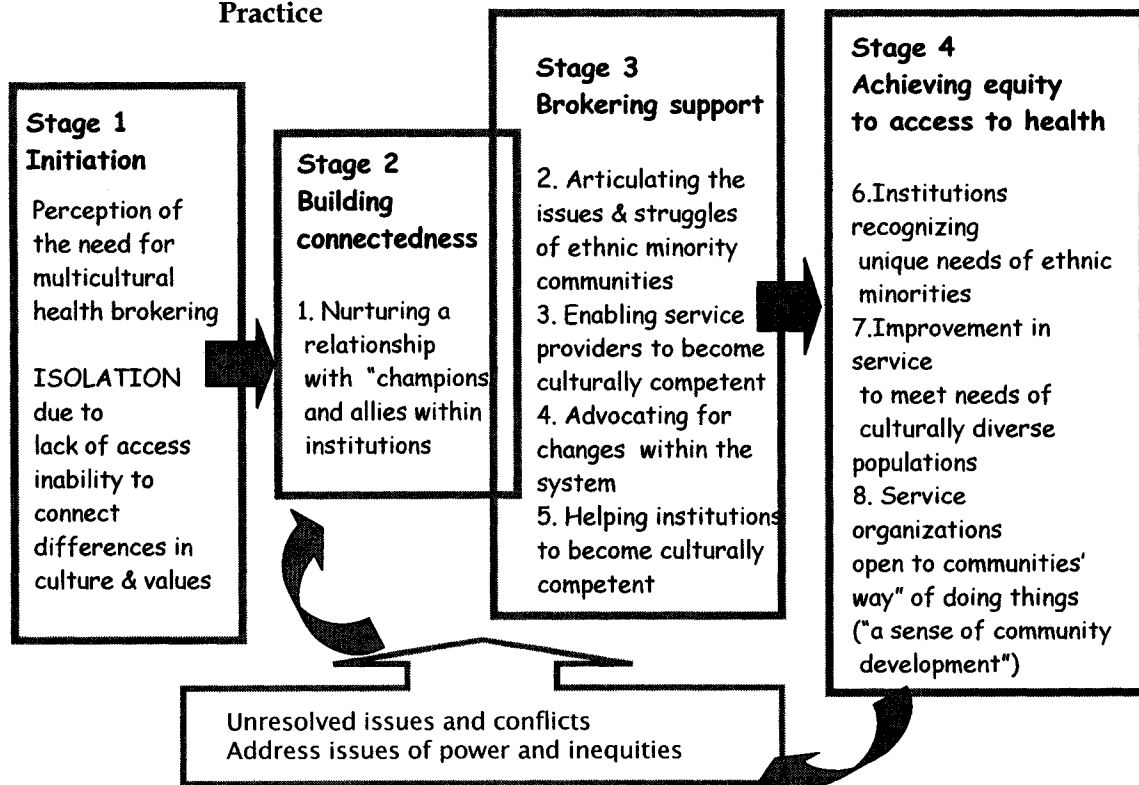 Practice
Stage 1
Initiation
Perception of
the need for
multicultural
health brokering
ISOLATION
due to
lack of access
inability to
connect
differences in
culture & values
Stage 2
Building
connectedness
1. Nurturing a
relationship
with "champions
and allies within
institutions
Stage 3
Brokering support
2. Articulating the
issues & struggles
of ethnic minority
communities
3. Enabling service
providers to become
culturally competent
4. Advocating for
changes within the
system
5. Helping institutions
to become culturally
competent
Stage 4
Achieving equity
to access to health
6.Institutions
recognizing
unique needs of ethnic
minorities
7.Improvement in
service
to meet needs of
culturally diverse
populations
8. Service
organizations
open to communities'
way" of doing things
("a sense of community
development")
Unresolved issues and conflicts
Address issues of power and inequities